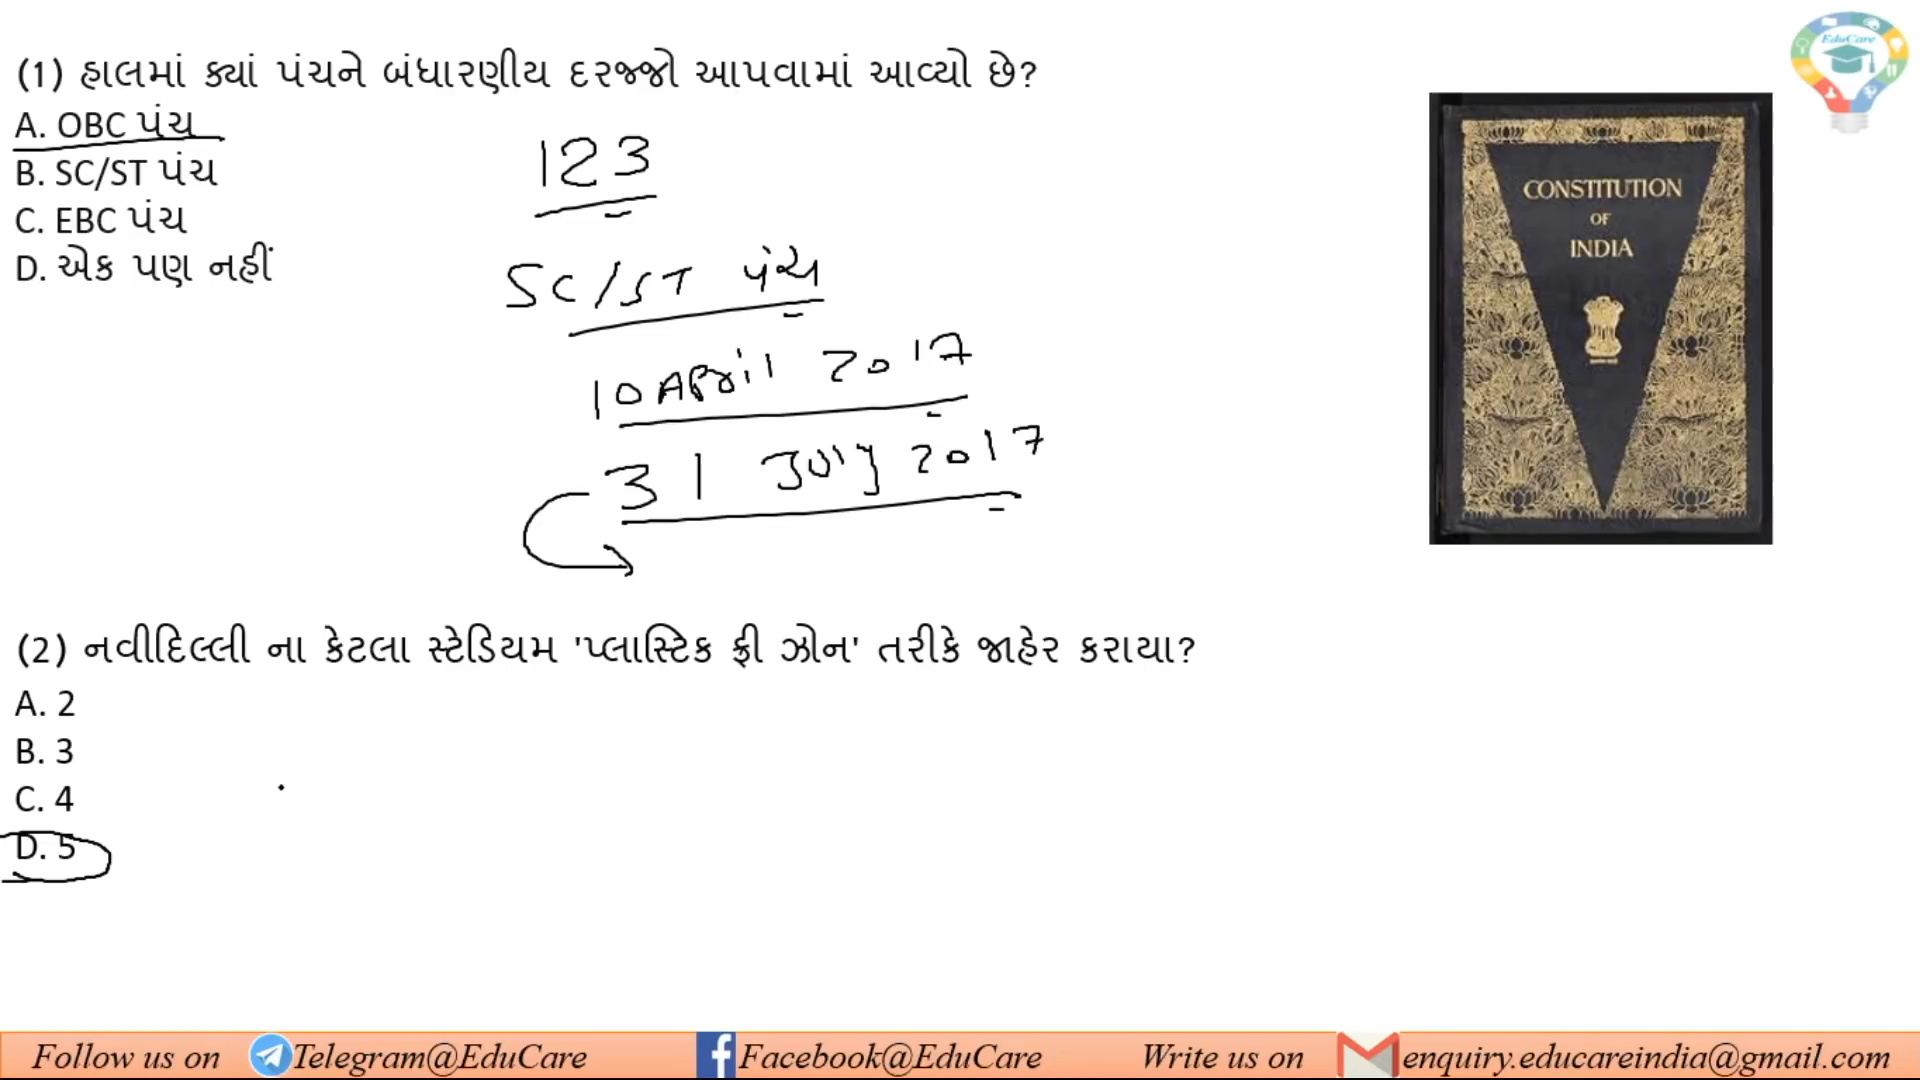 (1) હાલમાં ક્યાં પંચને બંધારણીય દરજ્જો આપવામાં આવ્યો છે?
A. OBC પંચ
B. SC/ST પંચ
C. EBC પંચ
D. એક પણ નહીં
123
SC/ST પંચ
10 April 2017
31 July 2017
EduCare
CONSTITUTION
OF
INDIA
(2) નવીદિલ્લી ના કેટલા સ્ટેડિયમ 'પ્લાસ્ટિક ફ્રી ઝોન' તરીકે જાહેર કરાયા?
A. 2
B. 3
C. 4
D. 5
Follow us on Telegram@EduCare Facebook@EduCare Write us on enquiry.educareindia@gmail.com